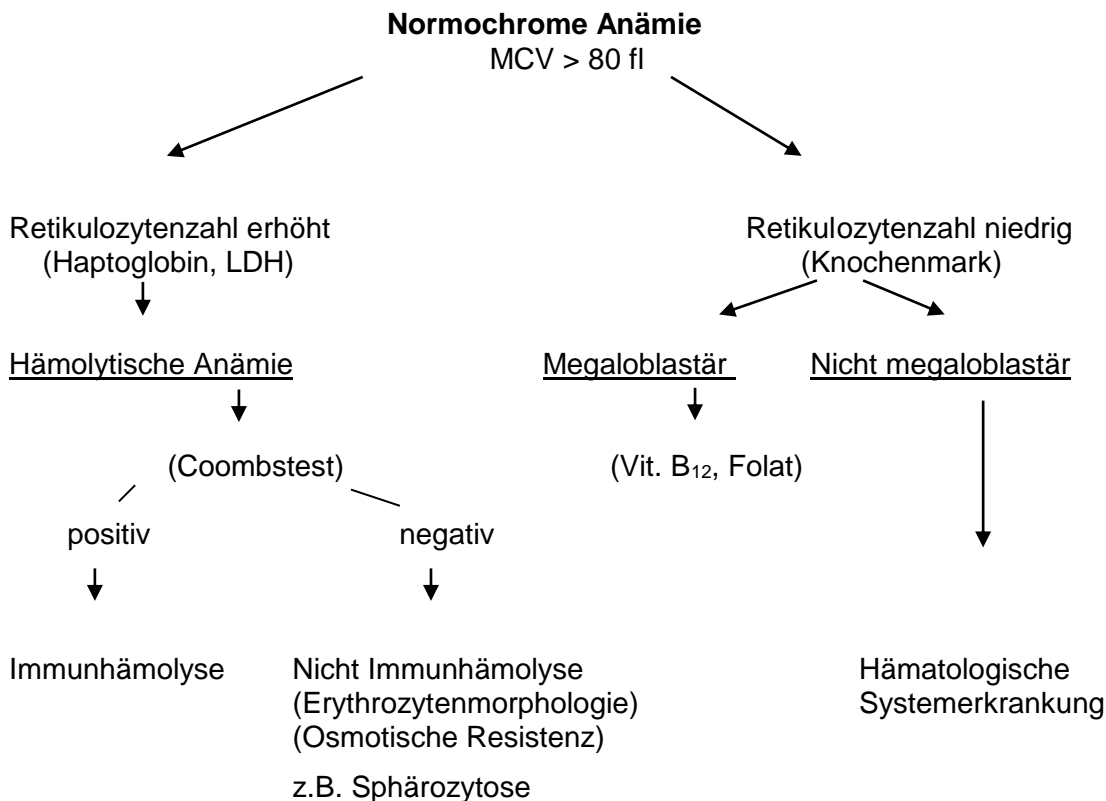 Normochrome Anämie
MCV > 80 fl
Retikulozytenzahl erhöht
(Haptoglobin, LDH)
Retikulozytenzahl niedrig
(Knochenmark)
Hämolytische Anämie
Megaloblastär
Nicht megaloblastär
(Coombstest)
(Vit. B₁₂, Folat)
positiv
negativ
Immunhämolyse
Nicht Immunhämolyse
(Erythrozytenmorphologie)
(Osmotische Resistenz)
z.B. Sphärozytose
Hämatologische
Systemerkrankung